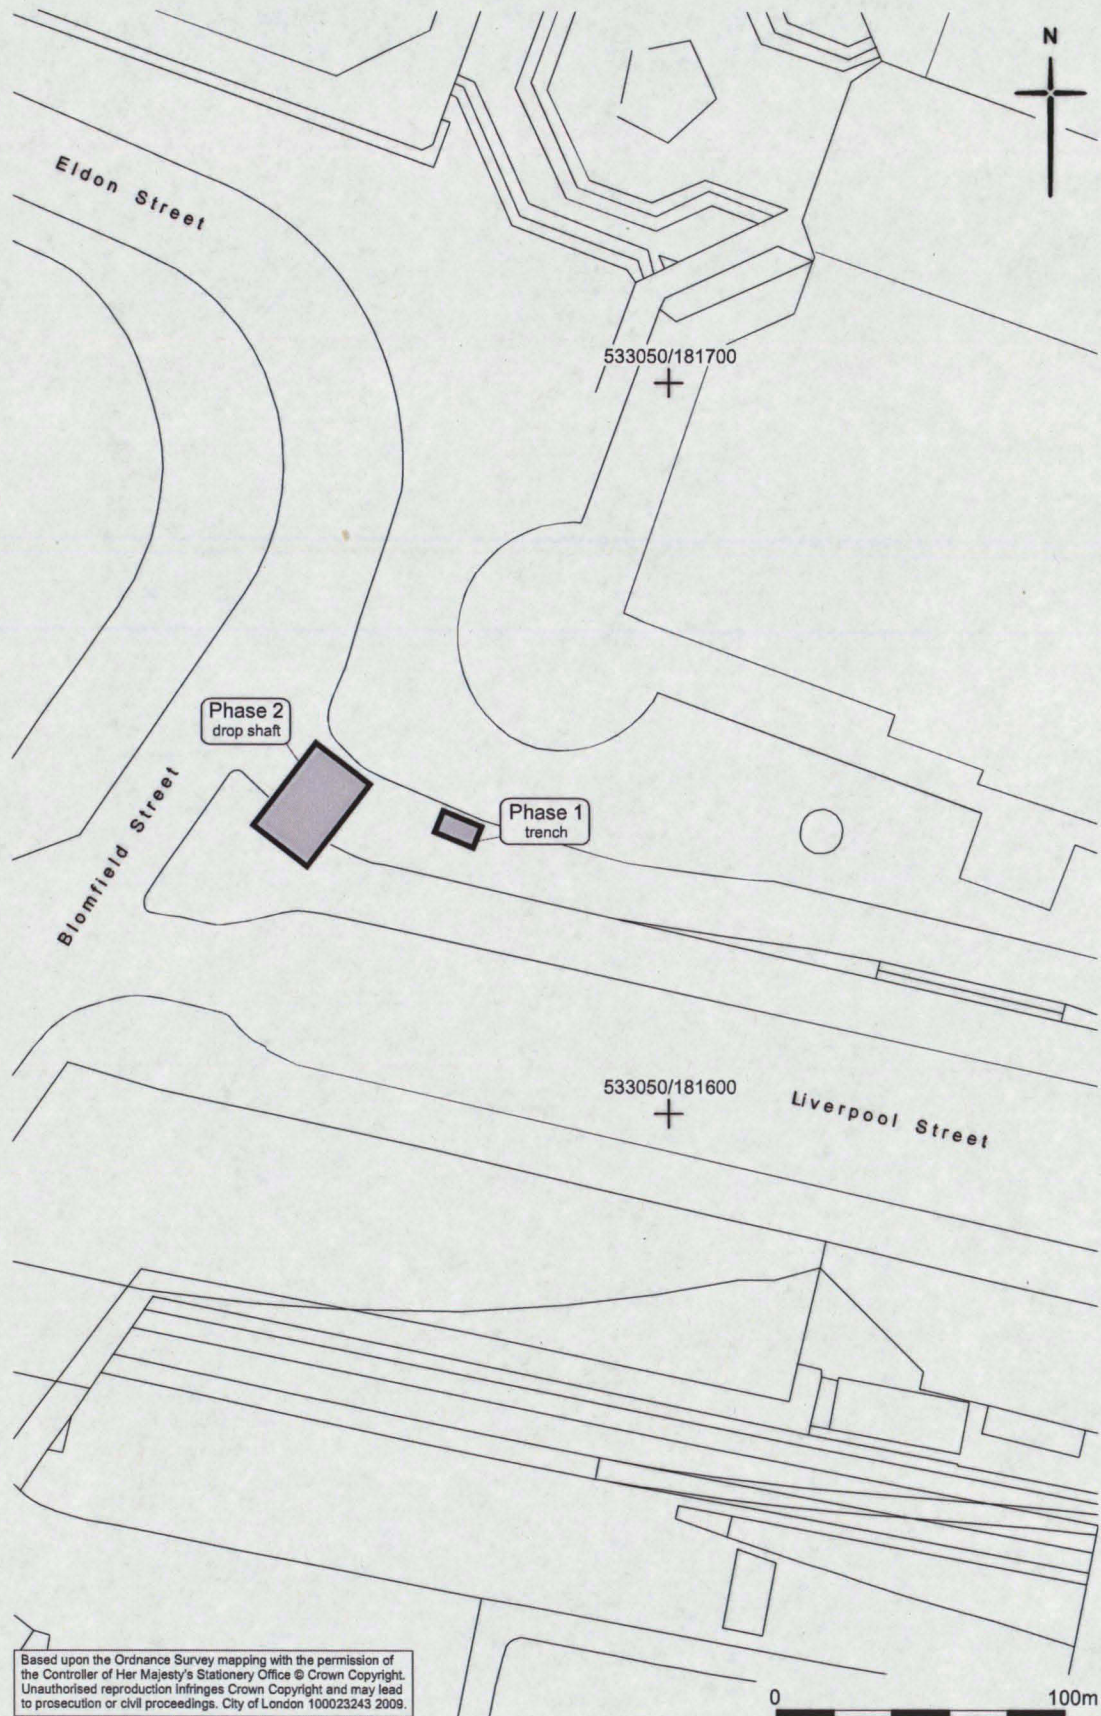 N
Eldon Street
533050/181700
Phase 2
drop shaft
Phase 1
trench
Blomfield Street
533050/181600
Liverpool Street
Based upon the Ordnance Survey mapping with the permission of
the Controller of Her Majesty's Stationery Office © Crown Copyright.
Unauthorised reproduction infringes Crown Copyright and may lead
to prosecution or civil proceedings. City of London 100023243 2009.
0 100m